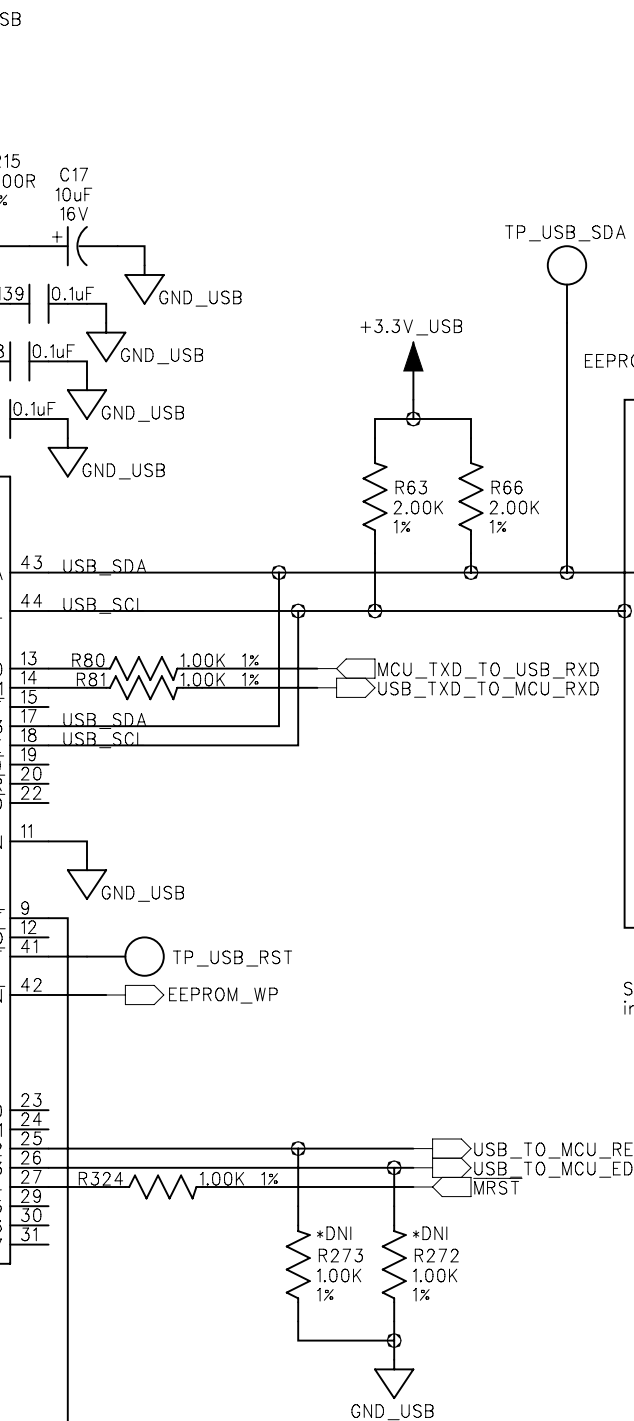 SB
R15
00R
%
C17
10uF
16V
+
GND_USB
139
0.1uF
GND_USB
0.1uF
GND_USB
0.1uF
GND_USB
TP_USB_SDA
+3.3V_USB
EEPRO
R63
2.00K
1%
R66
2.00K
1%
43 USB_SDA
44 USB_SCL
13 R80 1.00K 1% MCU_TXD_TO_USB_RXD
14 R81 1.00K 1% USB_TXD_TO_MCU_RXD
15
17 USB_SDA
18 USB_SCL
19
20
22
11
GND_USB
9
12
41 TP_USB_RST
42 EEPROM_WP
S
in
23
24
25 USB_TO_MCU_RE
26 USB_TO_MCU_ED
27 R324 1.00K 1% MRST
29
30
31
*DNI
R273
1.00K
1%
*DNI
R272
1.00K
1%
GND_USB